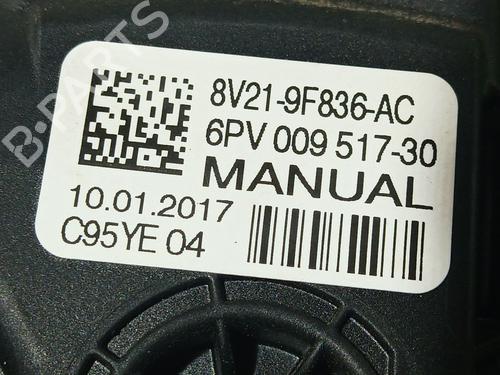 8V21-9F836-AC
6PV 009 517-30
MANUAL
10.01.2017
C95YE 04
B-PARTS